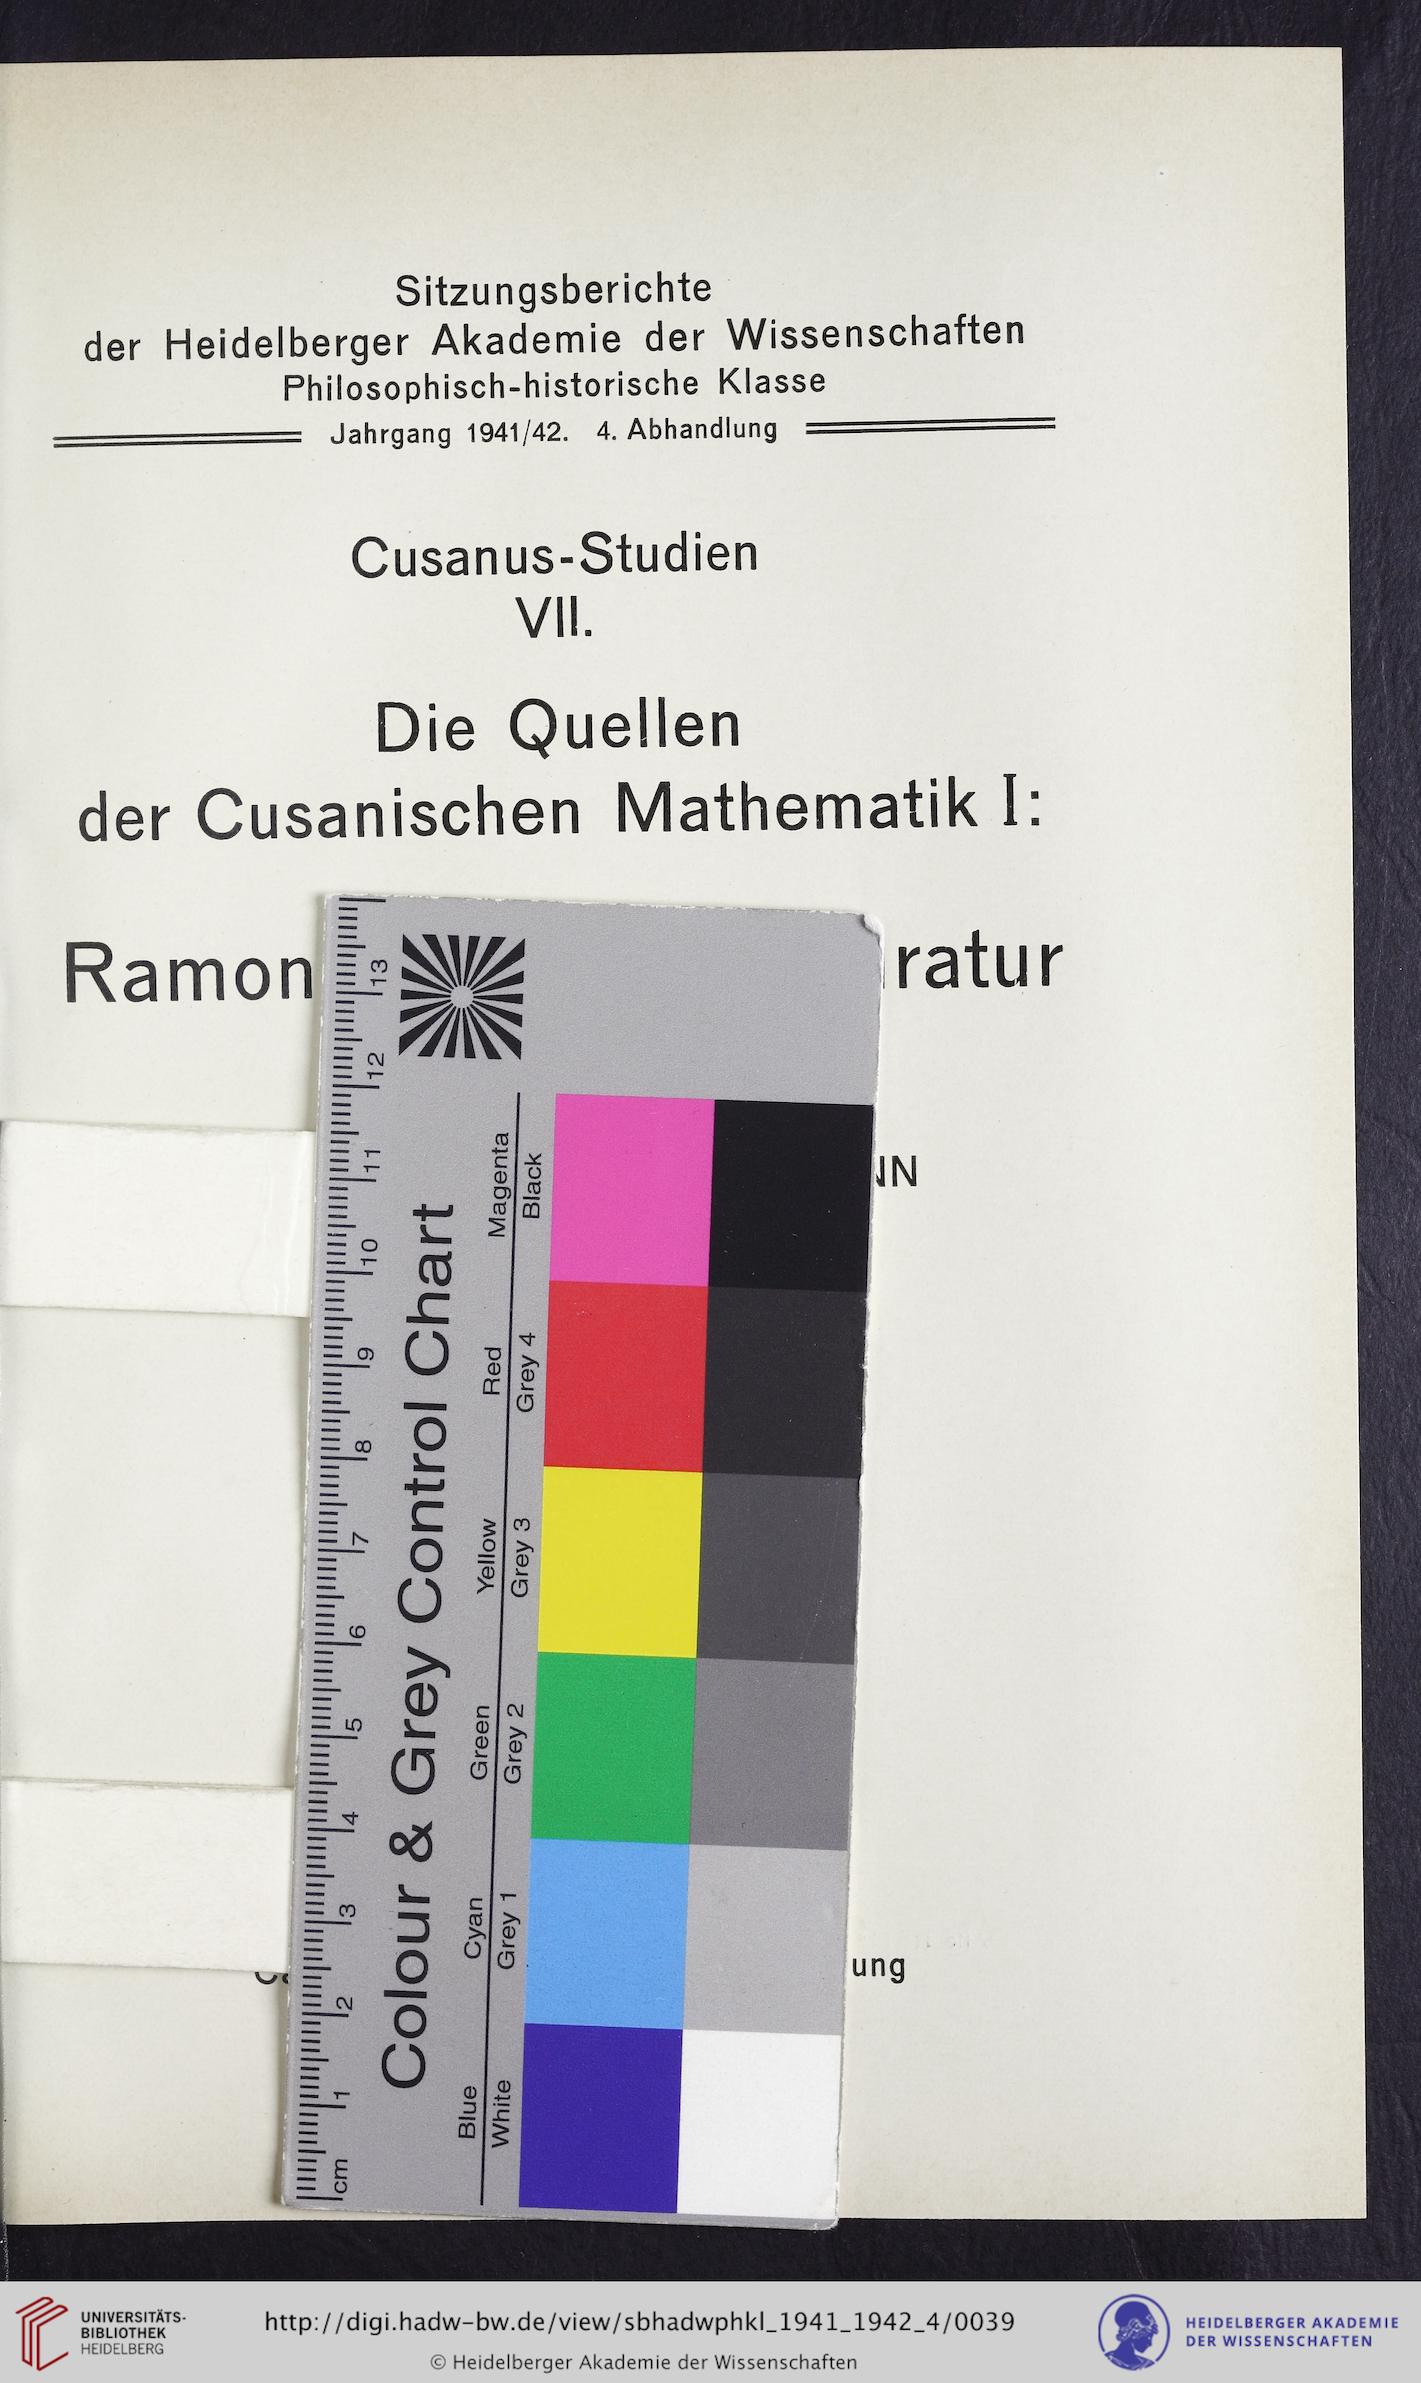 Sitzungsberichte
der Heidelberger Akademie der Wissenschaften
Philosophisch-historische Klasse
Jahrgang 1941/42. 4. Abhandlung
Cusanus-Studien
VII.
Die Quellen
der Cusanischen Mathematik I:
Ramon ratur
NN
ung
Colour & Grey Control Chart
Blue Cyan Green Yellow Red Magenta
White Grey 1 Grey 2 Grey 3 Grey 4 Black
cm 1 2 3 4 5 6 7 8 9 10 11 12 13
UNIVERSITÄTS-
BIBLIOTHEK
HEIDELBERG
http://digi.hadw-bw.de/view/sbhadwphkl_1941_1942_4/0039
© Heidelberger Akademie der Wissenschaften
HEIDELBERGER AKADEMIE
DER WISSENSCHAFTEN